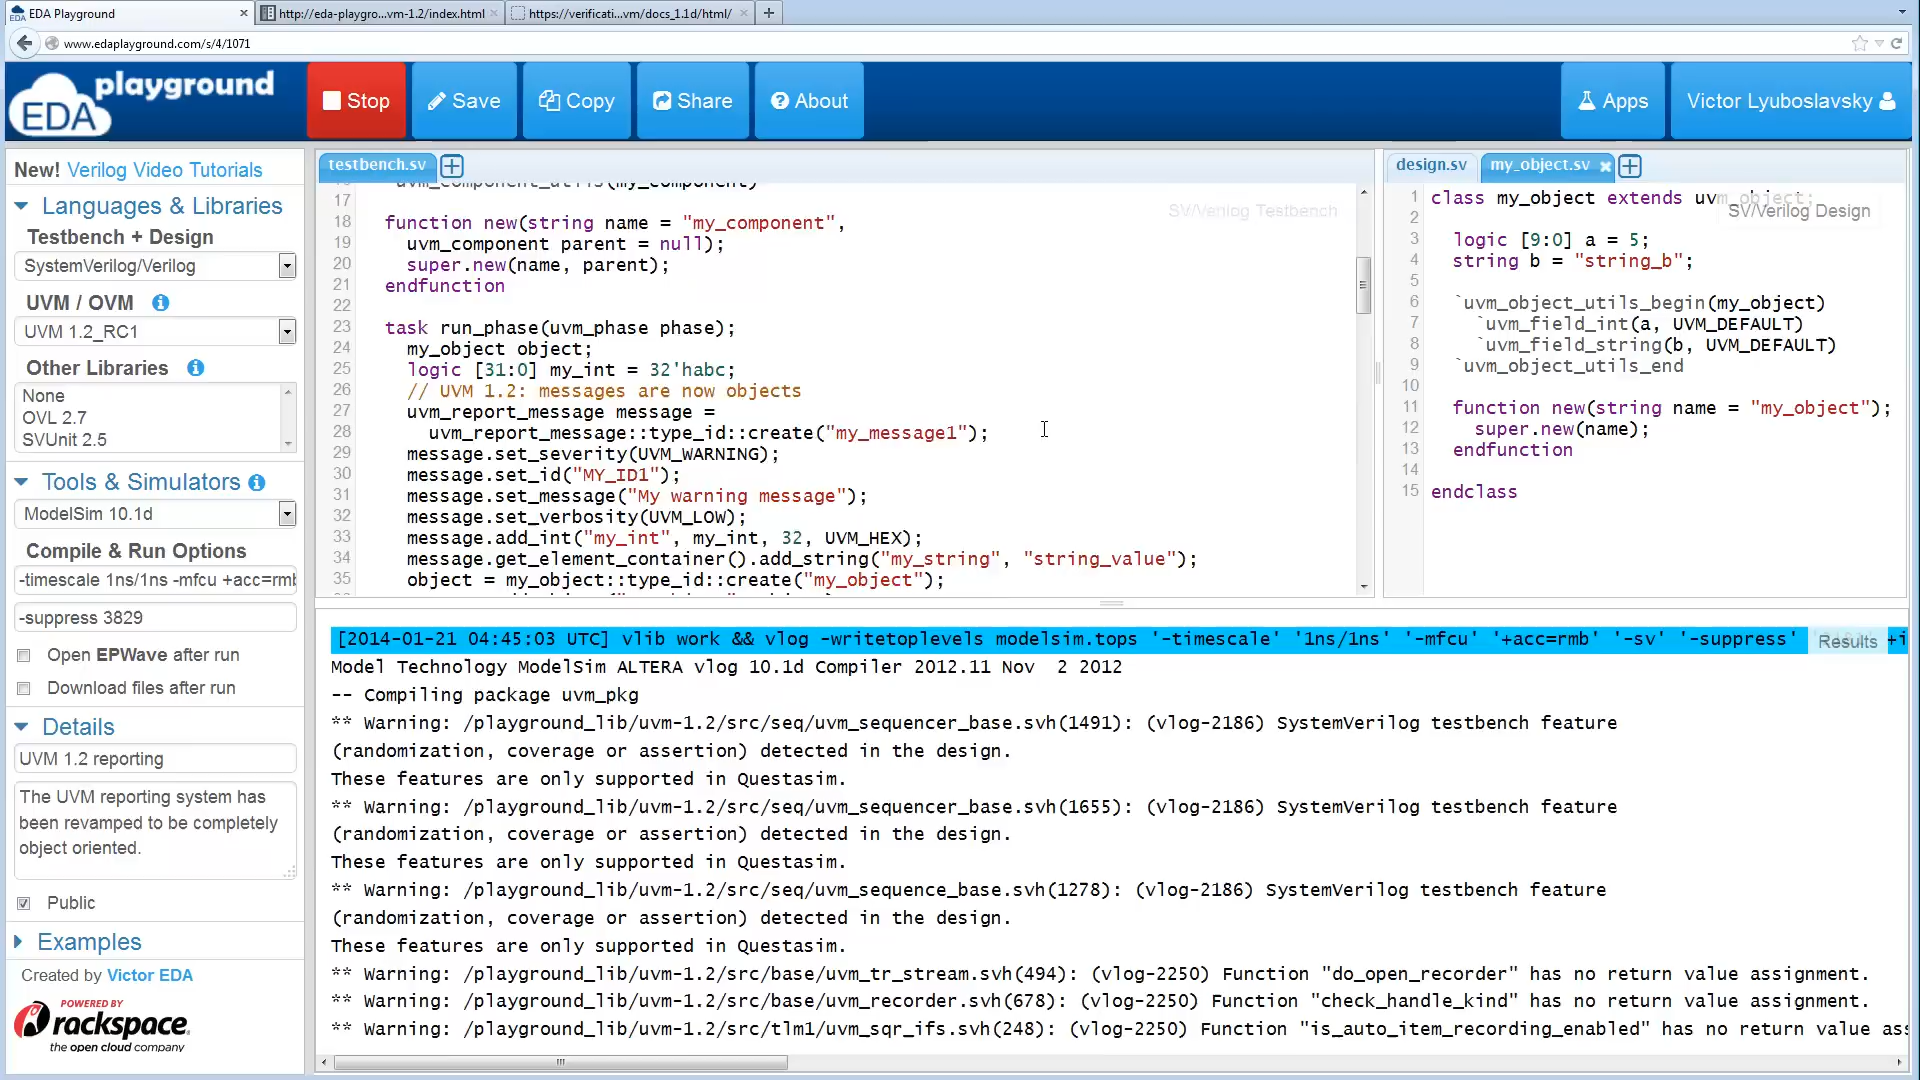 EDA Playground
http://eda-playgro...vm-1.2/index.html
https://verificati...vm/docs_1.1d/html/
www.edaplayground.com/s/4/1071
EDA playground
Stop
Save
Copy
Share
About
Apps
Victor Lyuboslavsky
New! Verilog Video Tutorials
Languages & Libraries
Testbench + Design
SystemVerilog/Verilog
UVM / OVM
UVM 1.2_RC1
Other Libraries
None
OVL 2.7
SVUnit 2.5
Tools & Simulators
ModelSim 10.1d
Compile & Run Options
-timescale 1ns/1ns -mfcu +acc=rmb
-suppress 3829
Open EPWave after run
Download files after run
Details
UVM 1.2 reporting
The UVM reporting system has
been revamped to be completely
object oriented.
Public
Examples
Created by Victor EDA
POWERED BY
rackspace.
the open cloud company
testbench.sv
SV/Verilog Testbench
uvm_component_utils(my_component)
17
18 function new(string name = "my_component",
19 uvm_component parent = null);
20 super.new(name, parent);
21 endfunction
22
23 task run_phase(uvm_phase phase);
24 my_object object;
25 logic [31:0] my_int = 32'habc;
26 // UVM 1.2: messages are now objects
27 uvm_report_message message =
28 uvm_report_message::type_id::create("my_message1");
29 message.set_severity(UVM_WARNING);
30 message.set_id("MY_ID1");
31 message.set_message("My warning message");
32 message.set_verbosity(UVM_LOW);
33 message.add_int("my_int", my_int, 32, UVM_HEX);
34 message.get_element_container().add_string("my_string", "string_value");
35 object = my_object::type_id::create("my_object");
design.sv
my_object.sv
SV/Verilog Design
1 class my_object extends uvm_object;
2
3 logic [9:0] a = 5;
4 string b = "string_b";
5
6 `uvm_object_utils_begin(my_object)
7 `uvm_field_int(a, UVM_DEFAULT)
8 `uvm_field_string(b, UVM_DEFAULT)
9 `uvm_object_utils_end
10
11 function new(string name = "my_object");
12 super.new(name);
13 endfunction
14
15 endclass
[2014-01-21 04:45:03 UTC] vlib work && vlog -writetoplevels modelsim.tops '-timescale' '1ns/1ns' '-mfcu' '+acc=rmb' '-sv' '-suppress'
Results
Model Technology ModelSim ALTERA vlog 10.1d Compiler 2012.11 Nov  2 2012
-- Compiling package uvm_pkg
** Warning: /playground_lib/uvm-1.2/src/seq/uvm_sequencer_base.svh(1491): (vlog-2186) SystemVerilog testbench feature
(randomization, coverage or assertion) detected in the design.
These features are only supported in Questasim.
** Warning: /playground_lib/uvm-1.2/src/seq/uvm_sequencer_base.svh(1655): (vlog-2186) SystemVerilog testbench feature
(randomization, coverage or assertion) detected in the design.
These features are only supported in Questasim.
** Warning: /playground_lib/uvm-1.2/src/seq/uvm_sequence_base.svh(1278): (vlog-2186) SystemVerilog testbench feature
(randomization, coverage or assertion) detected in the design.
These features are only supported in Questasim.
** Warning: /playground_lib/uvm-1.2/src/base/uvm_tr_stream.svh(494): (vlog-2250) Function "do_open_recorder" has no return value assignment.
** Warning: /playground_lib/uvm-1.2/src/base/uvm_recorder.svh(678): (vlog-2250) Function "check_handle_kind" has no return value assignment.
** Warning: /playground_lib/uvm-1.2/src/tlm1/uvm_sqr_ifs.svh(248): (vlog-2250) Function "is_auto_item_recording_enabled" has no return value ass